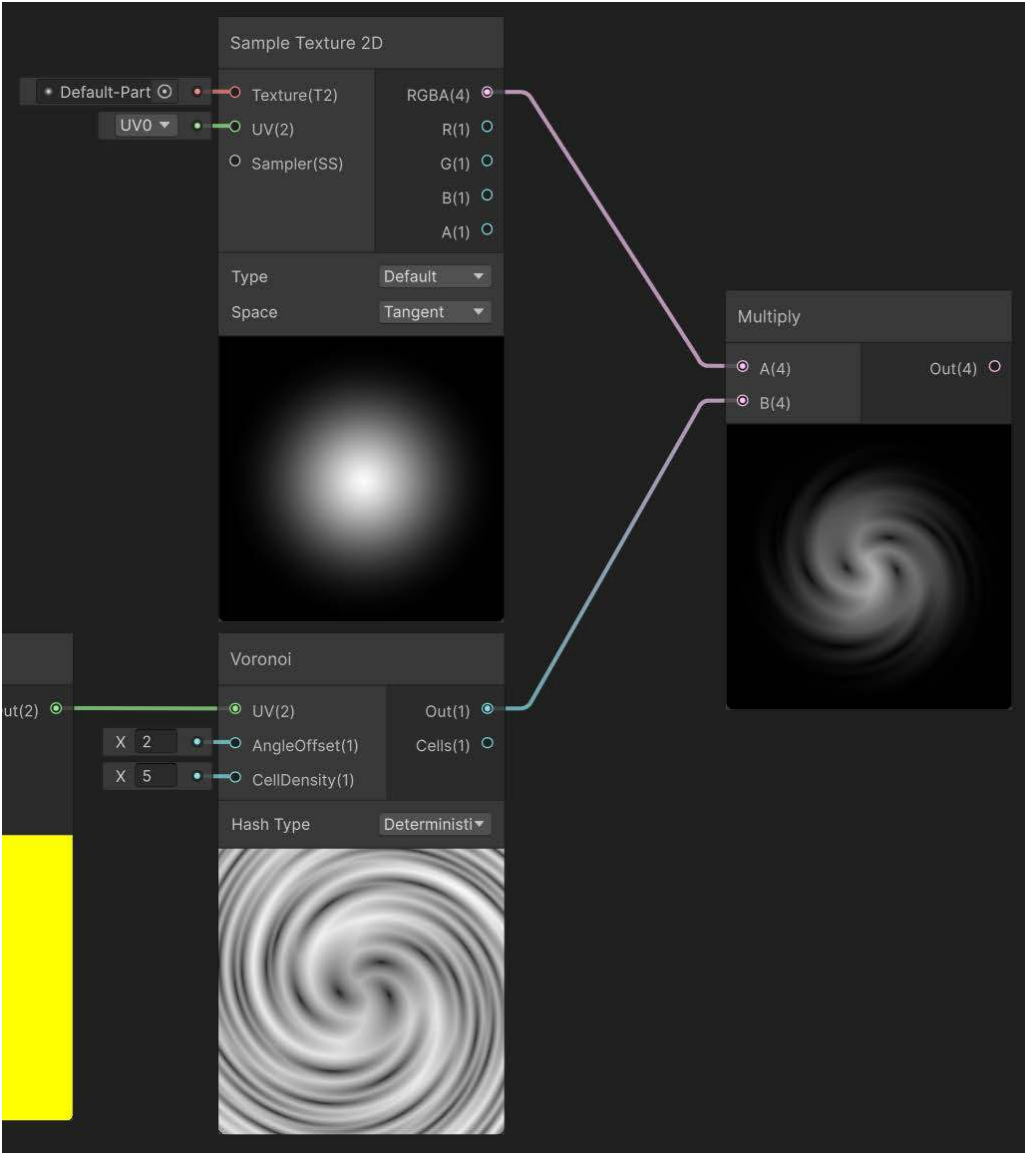 Sample Texture 2D
Default-Part
Texture(T2)
RGBA(4)
UV0
UV(2)
R(1)
Sampler(SS)
G(1)
B(1)
A(1)
Type
Default
Space
Tangent
Multiply
A(4)
Out(4)
B(4)
Voronoi
ut(2)
UV(2)
Out(1)
X 2
AngleOffset(1)
Cells(1)
X 5
CellDensity(1)
Hash Type
Deterministi